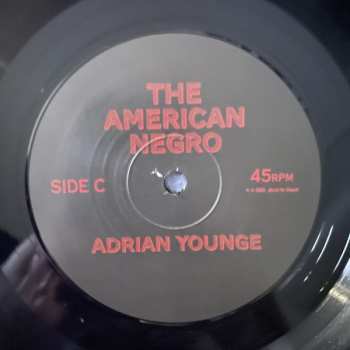 THE
AMERICAN
NEGRO
SIDE C
45RPM
ADRIAN YOUNGE